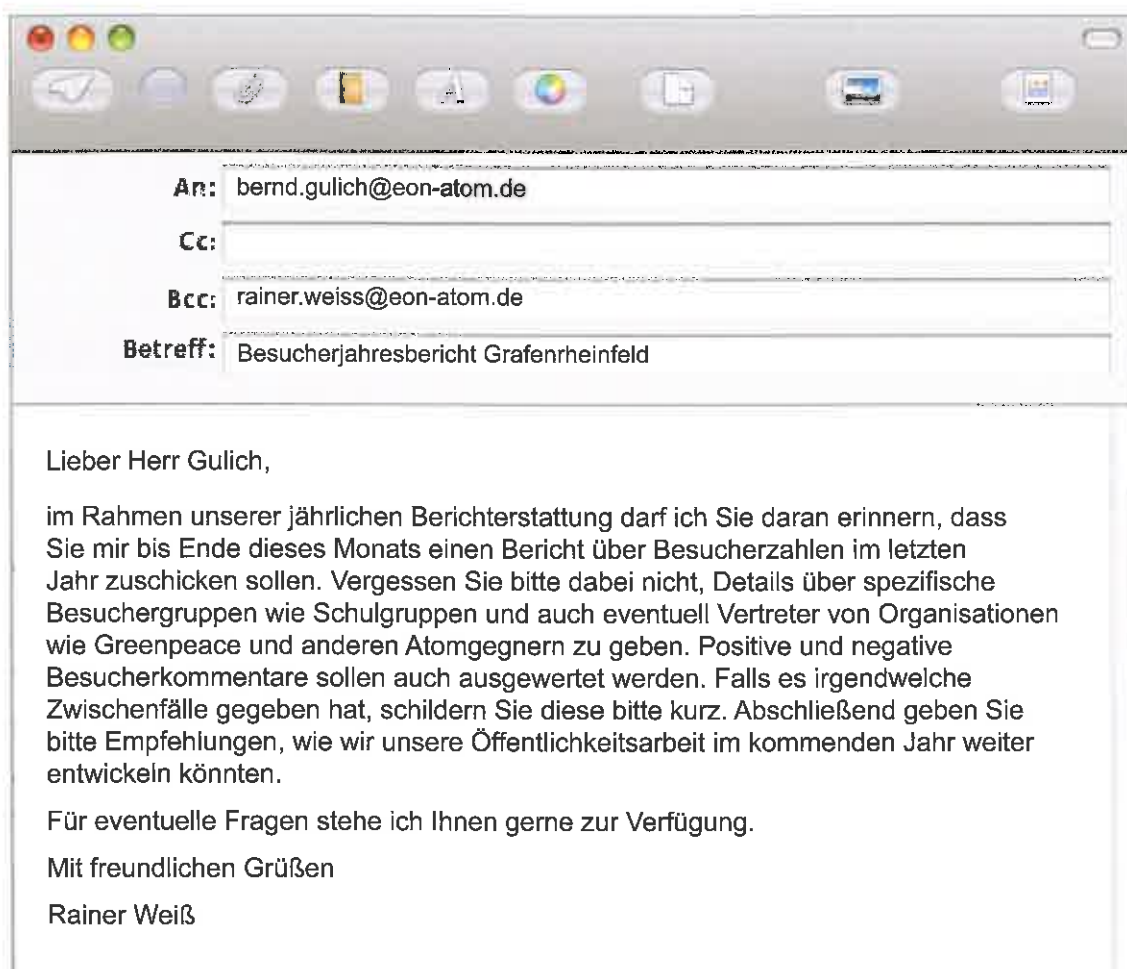 An: bernd.gulich@eon-atom.de
Cc:
Bcc: rainer.weiss@eon-atom.de
Betreff: Besucherjahresbericht Grafenrheinfeld
Lieber Herr Gulich,
im Rahmen unserer jährlichen Berichterstattung darf ich Sie daran erinnern, dass
Sie mir bis Ende dieses Monats einen Bericht über Besucherzahlen im letzten
Jahr zuschicken sollen. Vergessen Sie bitte dabei nicht, Details über spezifische
Besuchergruppen wie Schulgruppen und auch eventuell Vertreter von Organisationen
wie Greenpeace und anderen Atomgegnern zu geben. Positive und negative
Besucherkommentare sollen auch ausgewertet werden. Falls es irgendwelche
Zwischenfälle gegeben hat, schildern Sie diese bitte kurz. Abschließend geben Sie
bitte Empfehlungen, wie wir unsere Öffentlichkeitsarbeit im kommenden Jahr weiter
entwickeln könnten.
Für eventuelle Fragen stehe ich Ihnen gerne zur Verfügung.
Mit freundlichen Grüßen
Rainer Weiß